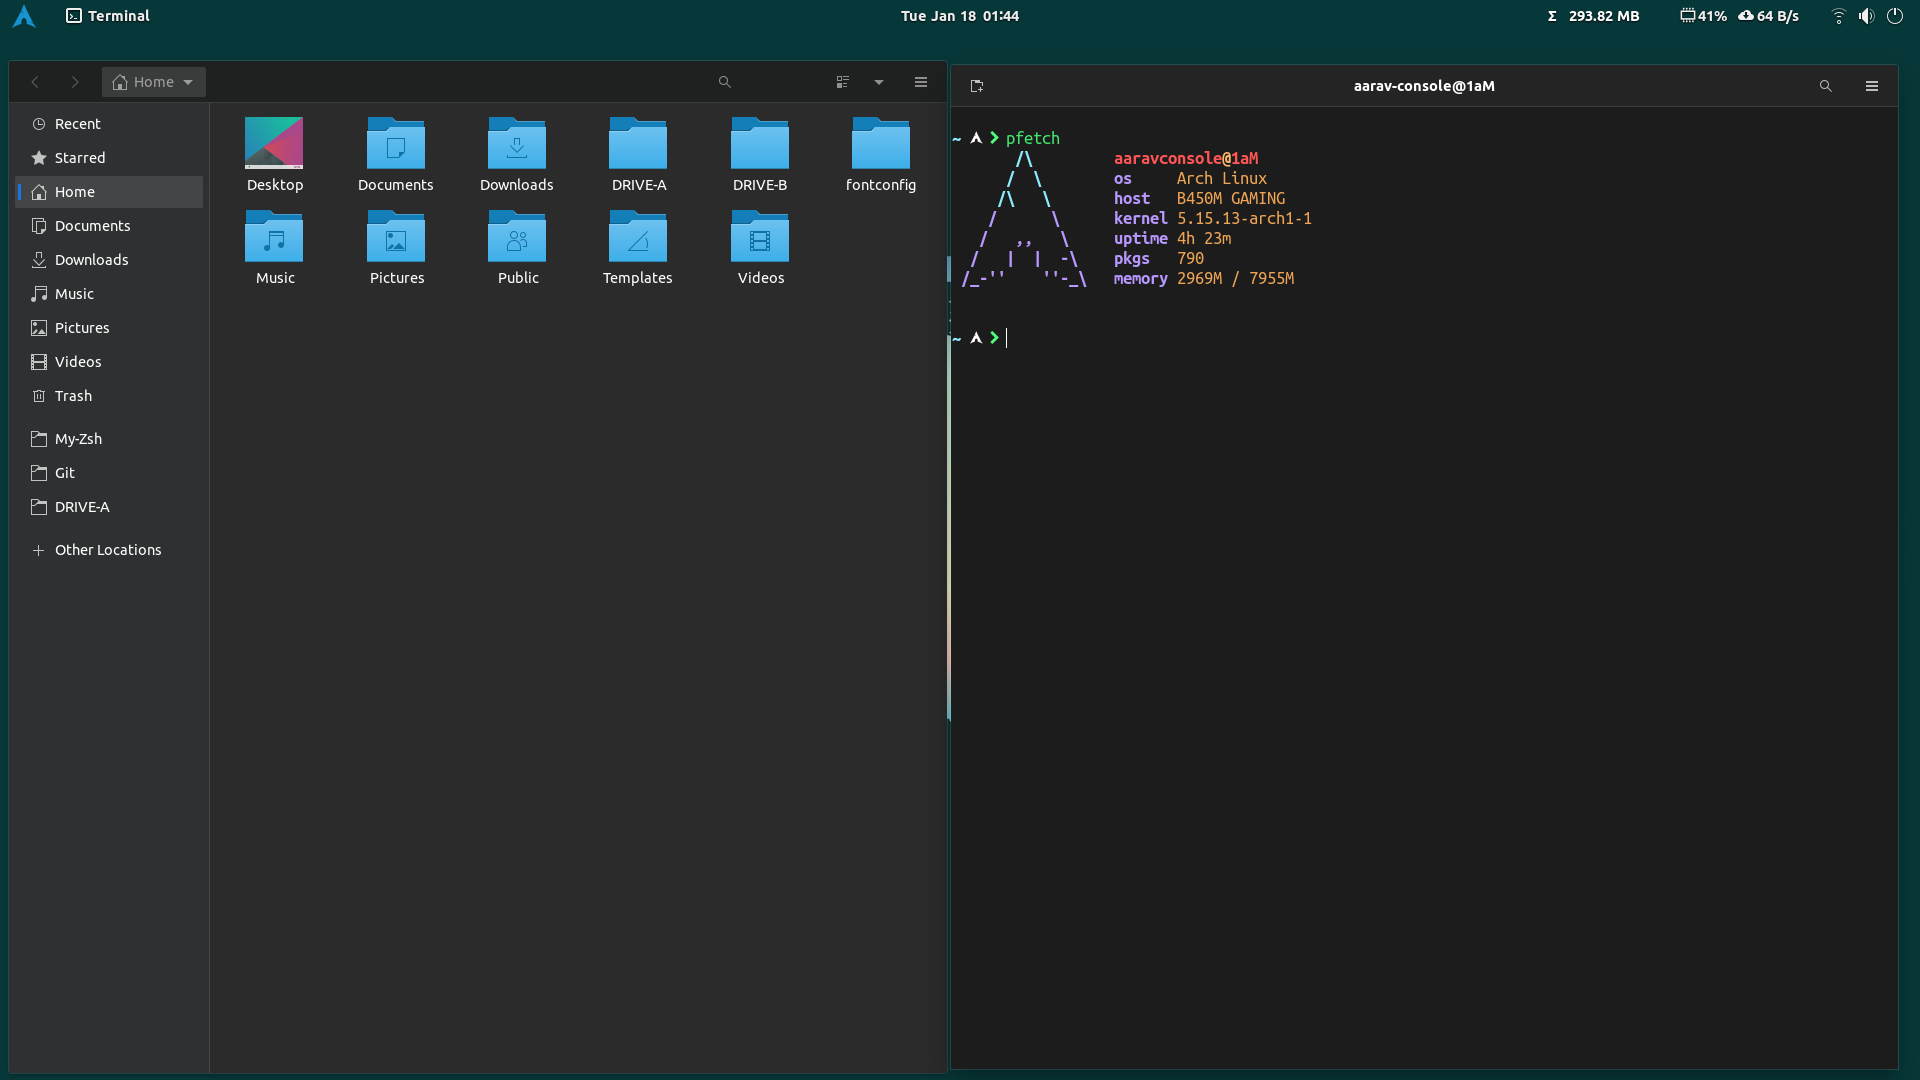 Terminal
Tue Jan 18 01:44
Σ 293.82 MB 41% 64 B/s
Home
Recent
Starred
Home
Documents
Downloads
Music
Pictures
Videos
Trash
My-Zsh
Git
DRIVE-A
Other Locations
Desktop Documents Downloads DRIVE-A DRIVE-B fontconfig
Music Pictures Public Templates Videos
aarav-console@1aM
~ pfetch
aaravconsole@1aM
os Arch Linux
host B450M GAMING
kernel 5.15.13-arch1-1
uptime 4h 23m
pkgs 790
memory 2969M / 7955M
~